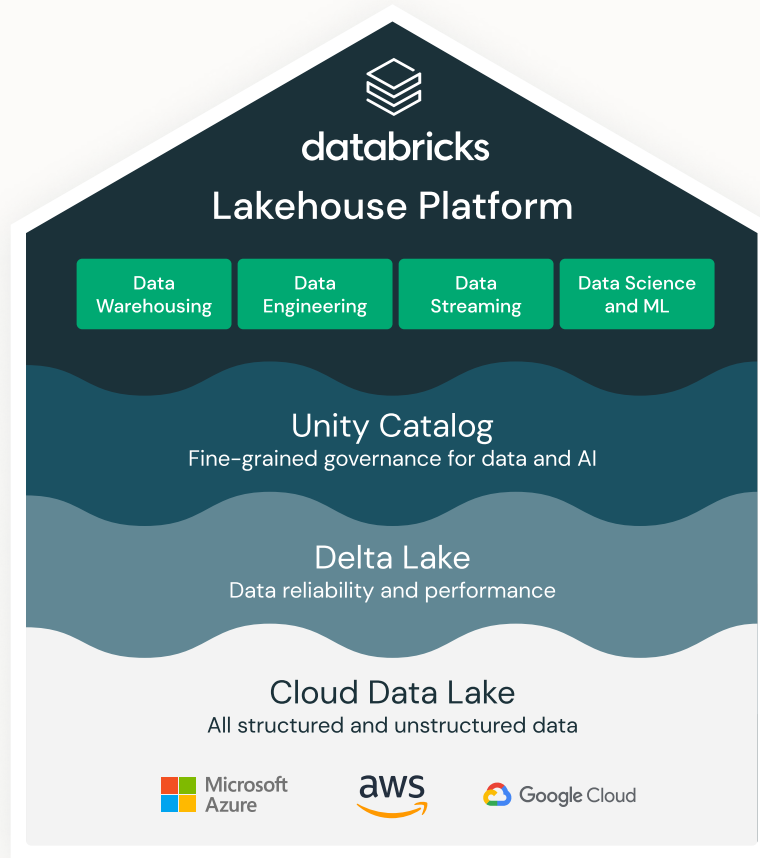 databricks
Lakehouse Platform
Data
Warehousing
Data
Engineering
Data
Streaming
Data Science
and ML
Unity Catalog
Fine-grained governance for data and AI
Delta Lake
Data reliability and performance
Cloud Data Lake
All structured and unstructured data
Microsoft
Azure
aws
Google Cloud